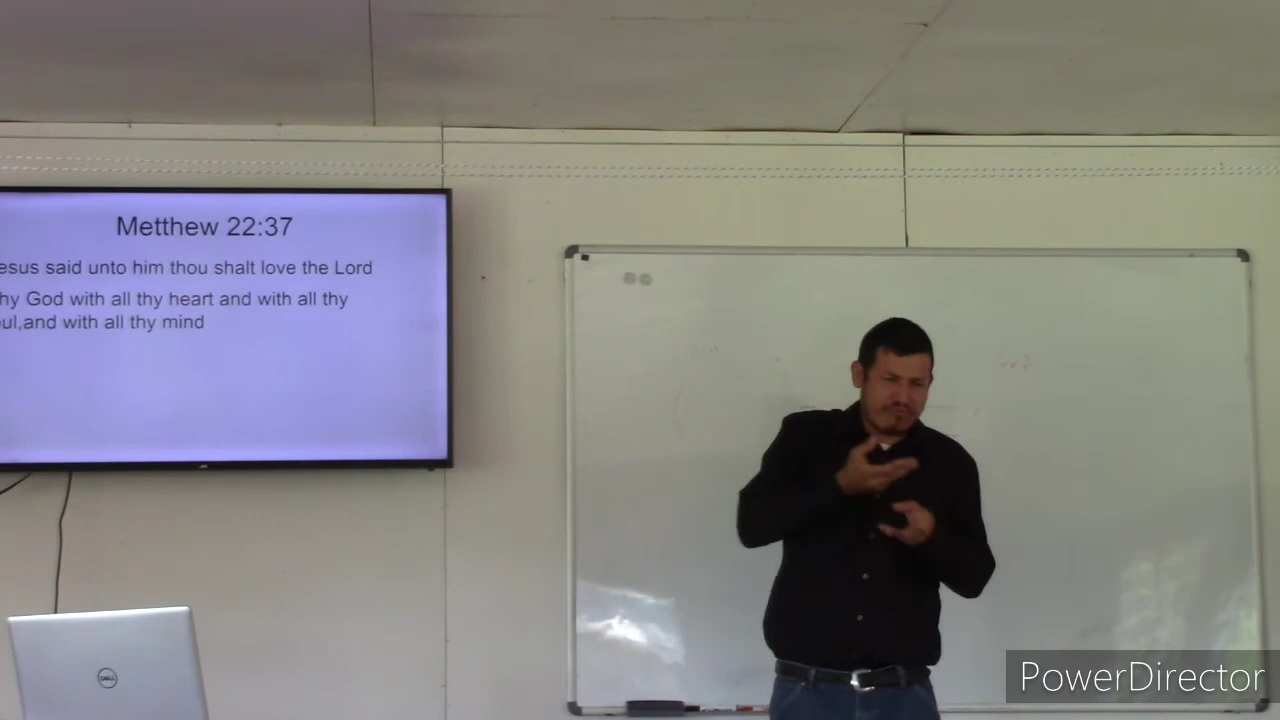 Metthew 22:37
esus said unto him thou shalt love the Lord
hy God with all thy heart and with all thy
oul,and with all thy mind
DELL
PowerDirector